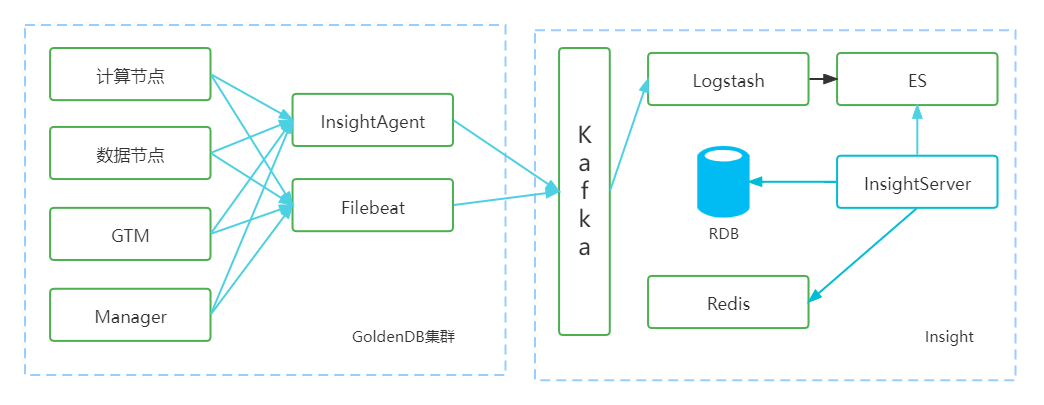 计算节点
数据节点
GTM
Manager
InsightAgent
Filebeat
GoldenDB集群
Kafka
Logstash
ES
InsightServer
RDB
Redis
Insight